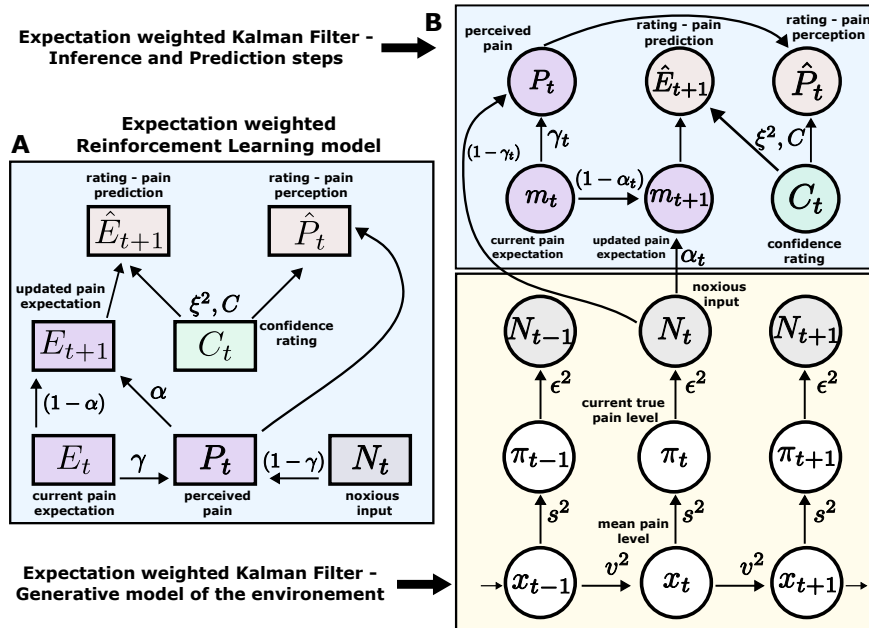 Expectation weighted Kalman Filter -
Inference and Prediction steps
A
Expectation weighted
Reinforcement Learning model
rating - pain
prediction
rating - pain
perception
Ê_{t+1}
P̂_t
updated pain
expectation
ξ², C
E_{t+1}
C_t
confidence
rating
(1 − α)
α
E_t
γ
P_t
(1 − γ)
N_t
current pain
expectation
perceived
pain
noxious
input
Expectation weighted Kalman Filter -
Generative model of the environement
B
perceived
pain
rating - pain
prediction
rating - pain
perception
P_t
Ê_{t+1}
P̂_t
(1 − γ_t)
γ_t
ξ², C
m_t
(1 − α_t)
m_{t+1}
C_t
current pain
expectation
updated pain
expectation
confidence
rating
α_t
noxious
input
N_{t−1}
N_t
N_{t+1}
ϵ²
ϵ²
ϵ²
current true
pain level
π_{t−1}
π_t
π_{t+1}
s²
s²
s²
mean pain
level
x_{t−1}
v²
x_t
v²
x_{t+1}